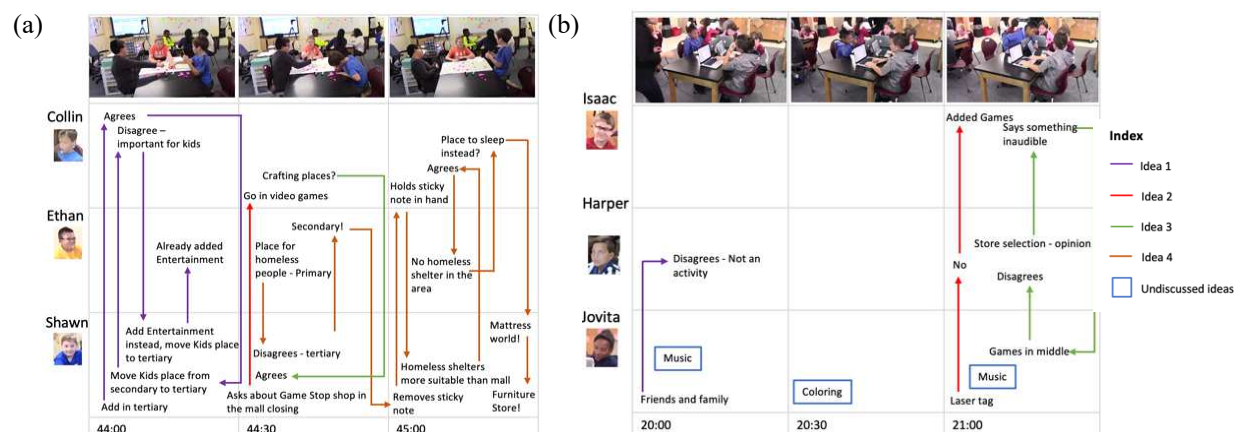 (a)
Collin
Agrees
Disagree –
important for kids
Place to sleep
instead?
Agrees
Crafting places?
Holds sticky
note in hand
Go in video games
Ethan
Secondary!
Already added
Entertainment
Place for
homeless
people - Primary
No homeless
shelter in the
area
Shawn
Add Entertainment
instead, move Kids place
to tertiary
Mattress
world!
Disagrees - tertiary
Move Kids place from
secondary to tertiary
Agrees
Homeless shelters
more suitable than mall
Add in tertiary
Asks about Game Stop shop in
the mall closing
Removes sticky
note
Furniture
Store!
44:00
44:30
45:00
(b)
Isaac
Added Games
Says something
inaudible
Harper
Disagrees - Not an
activity
Store selection - opinion
No
Disagrees
Jovita
Music
Games in middle
Music
Coloring
Friends and family
Laser tag
20:00
20:30
21:00
Index
Idea 1
Idea 2
Idea 3
Idea 4
Undiscussed ideas